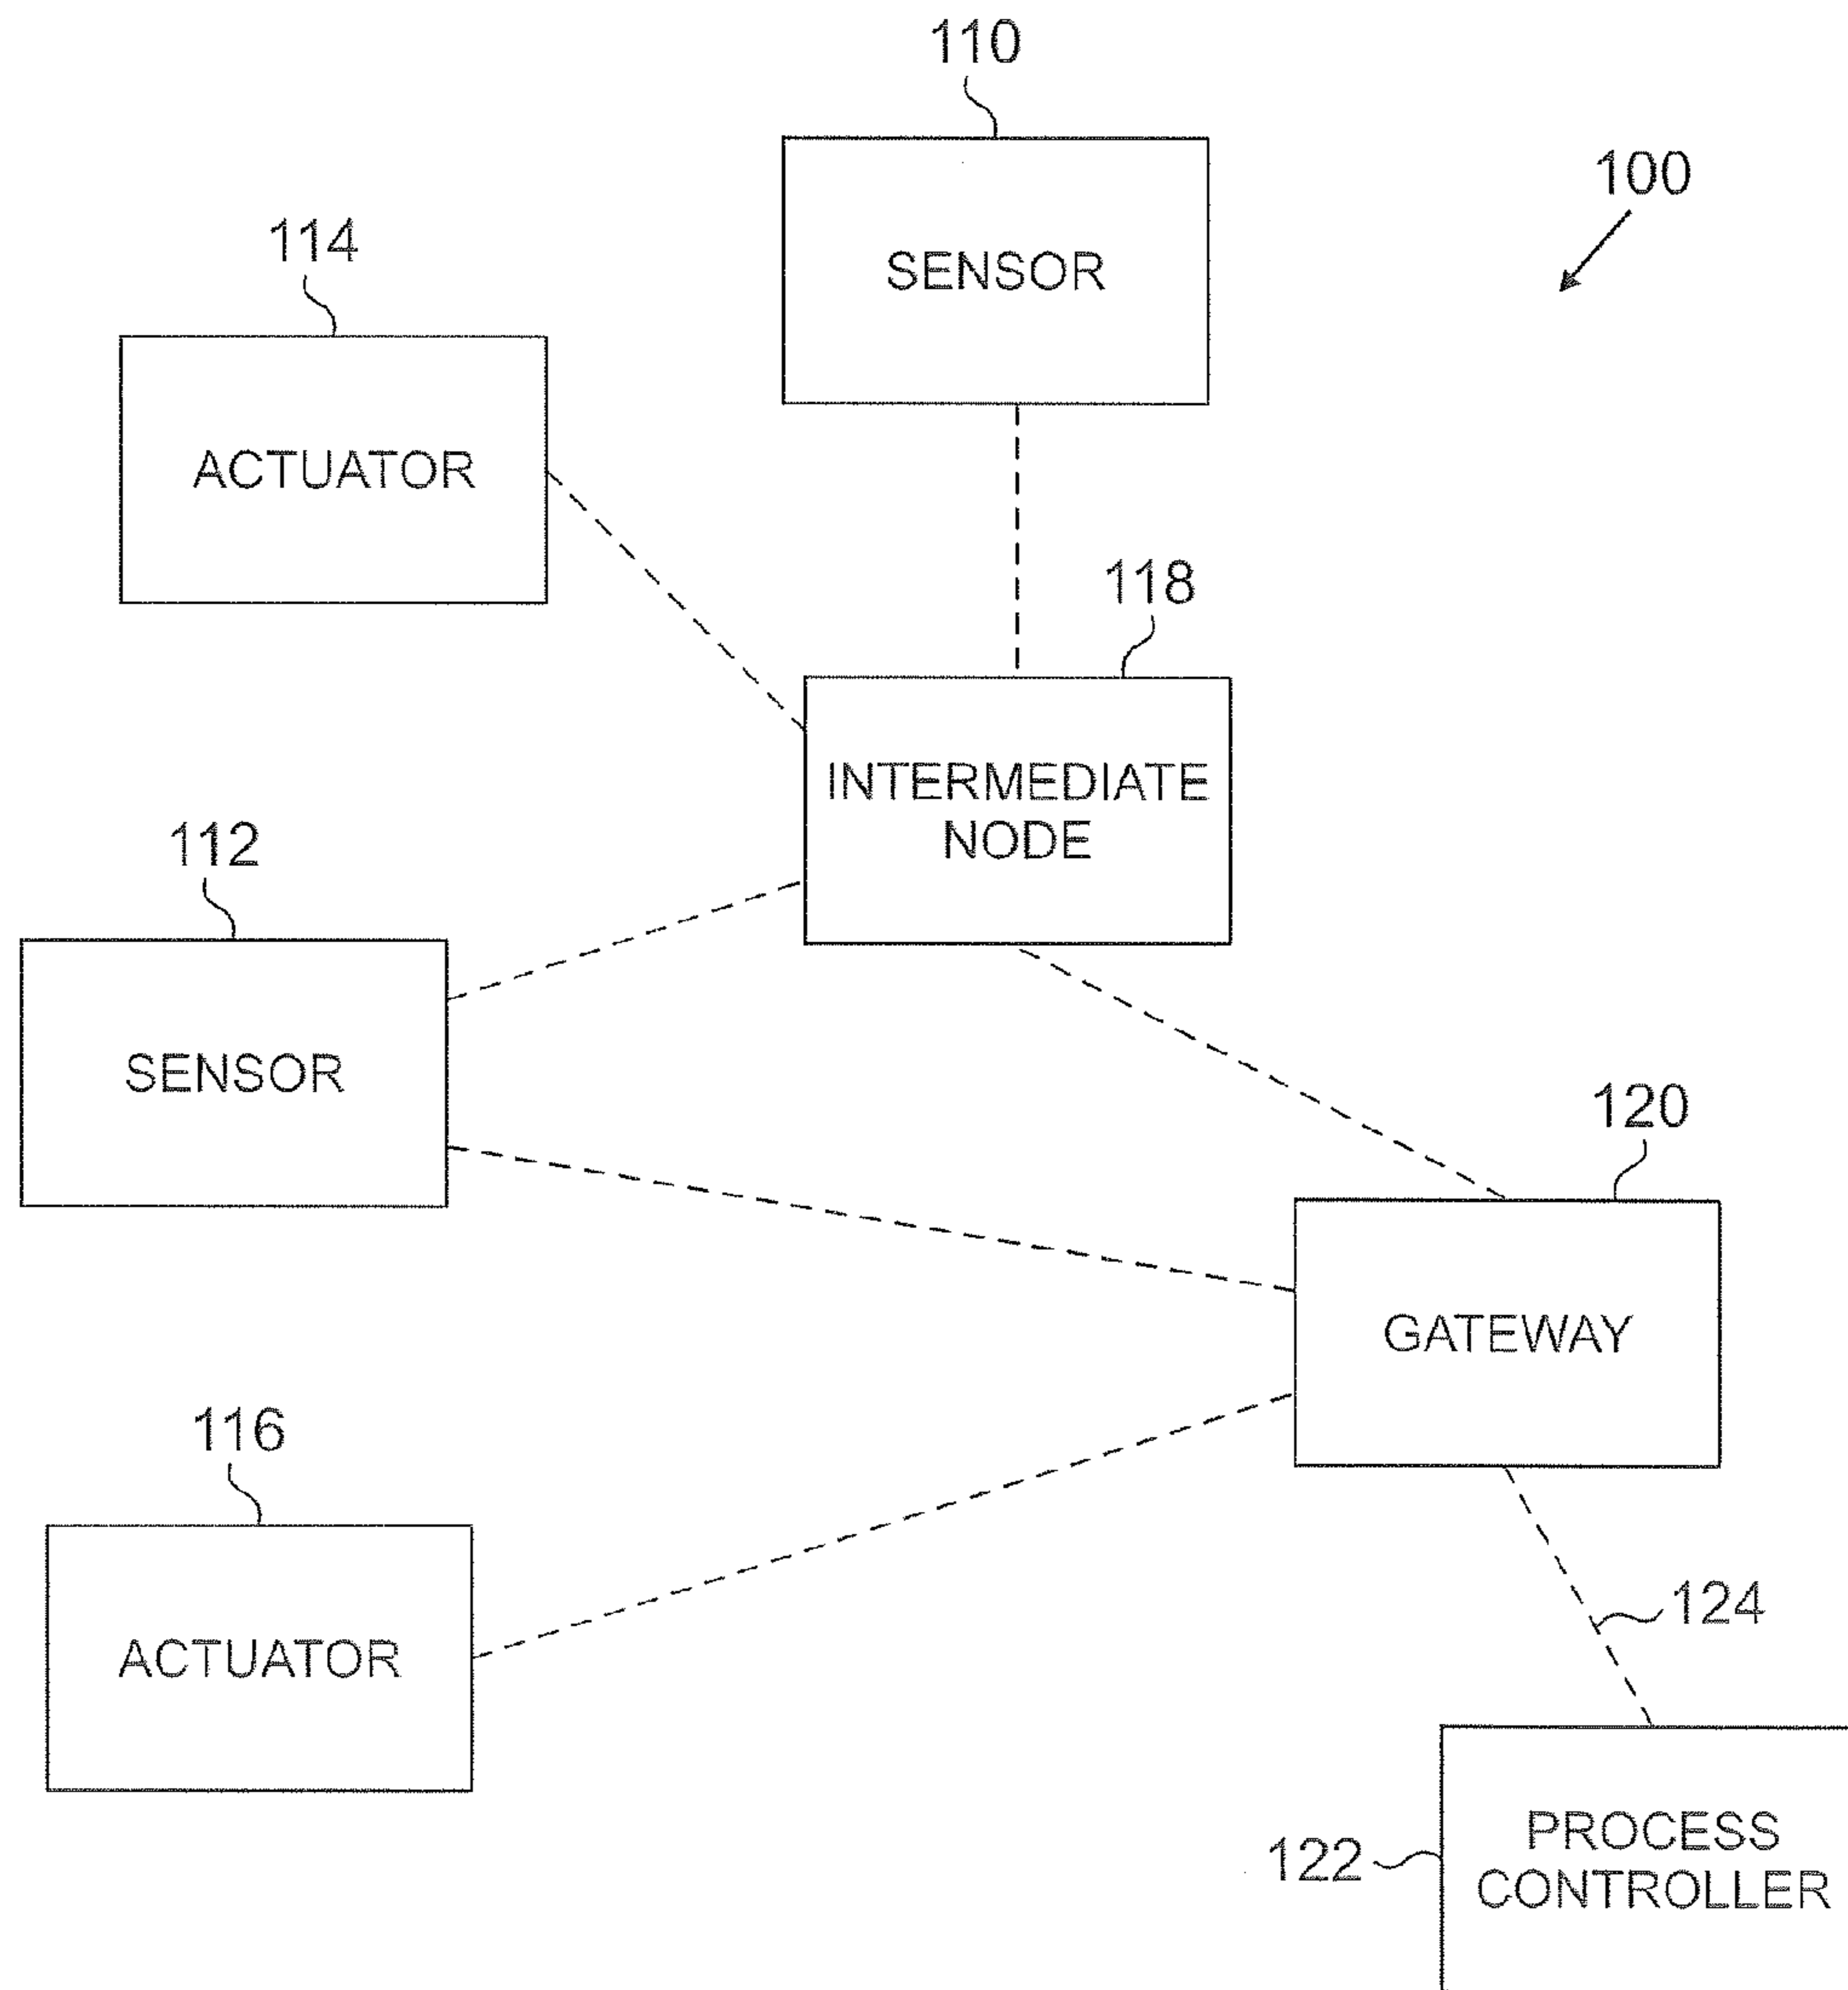 110
100
SENSOR
114
ACTUATOR
118
INTERMEDIATE
NODE
112
SENSOR
120
GATEWAY
116
ACTUATOR
124
122
PROCESS
CONTROLLER